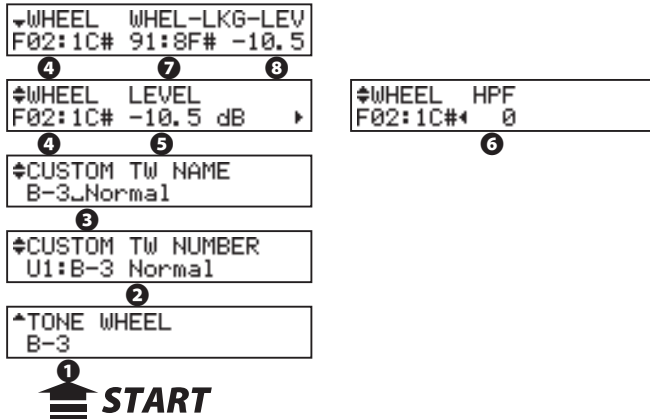 WHEEL WHEL-LKG-LEV
F02:1C# 91:8F# -10.5
4 7 8
WHEEL LEVEL
F02:1C# -10.5 dB
4 5
WHEEL HPF
F02:1C# 0
6
CUSTOM TW NAME
B-3␣Normal
3
CUSTOM TW NUMBER
U1:B-3 Normal
2
TONE WHEEL
B-3
1
START